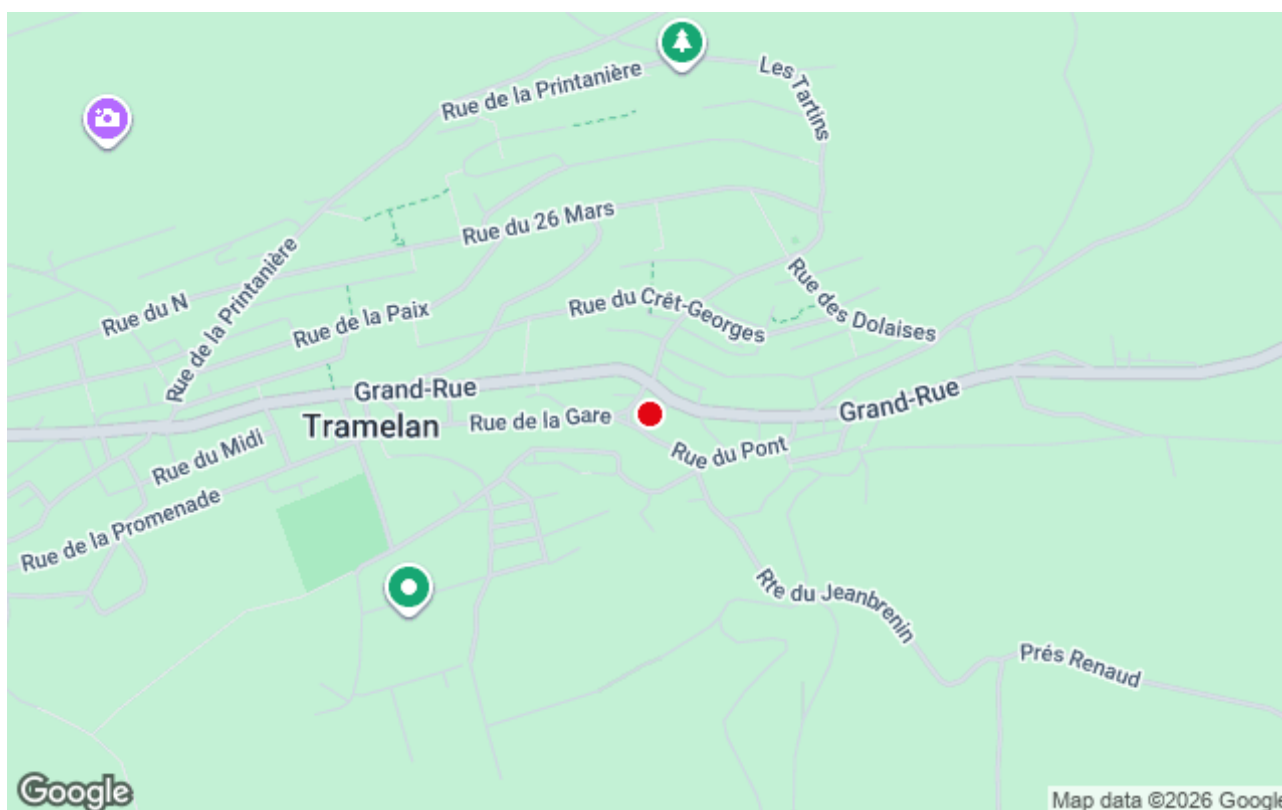 Rue de la Printanière
Les Tartins
Rue du 26 Mars
Rue du N
Rue de la Printanière
Rue de la Paix
Rue du Crêt-Georges
Rue des Dolaises
Grand-Rue
Grand-Rue
Tramelan
Rue de la Gare
Rue du Pont
Rue du Midi
Rue de la Promenade
Rte du Jeanbrenin
Prés Renaud
Google
Map data ©2026 Google